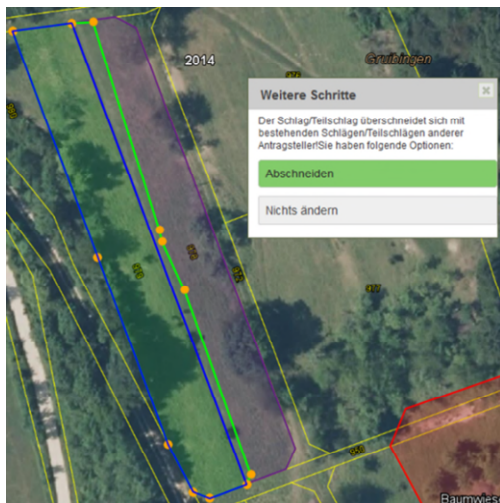 2014
Gruibingen
Weitere Schritte
Der Schlag/Teilschlag überschneidet sich mit
bestehenden Schlägen/Teilschlägen anderer
Antragsteller!Sie haben folgende Optionen:
Abschneiden
Nichts ändern
Baumwies